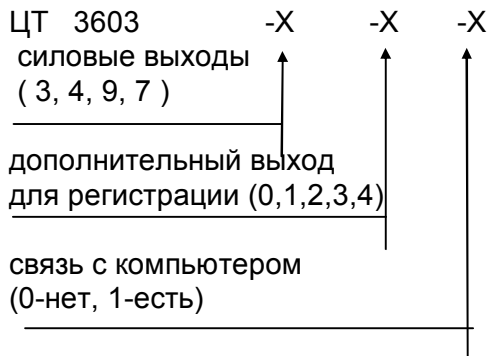 ЦТ 3603 -Х -Х -Х
силовые выходы
( 3, 4, 9, 7 )
дополнительный выход
для регистрации (0,1,2,3,4)
связь с компьютером
(0-нет, 1-есть)